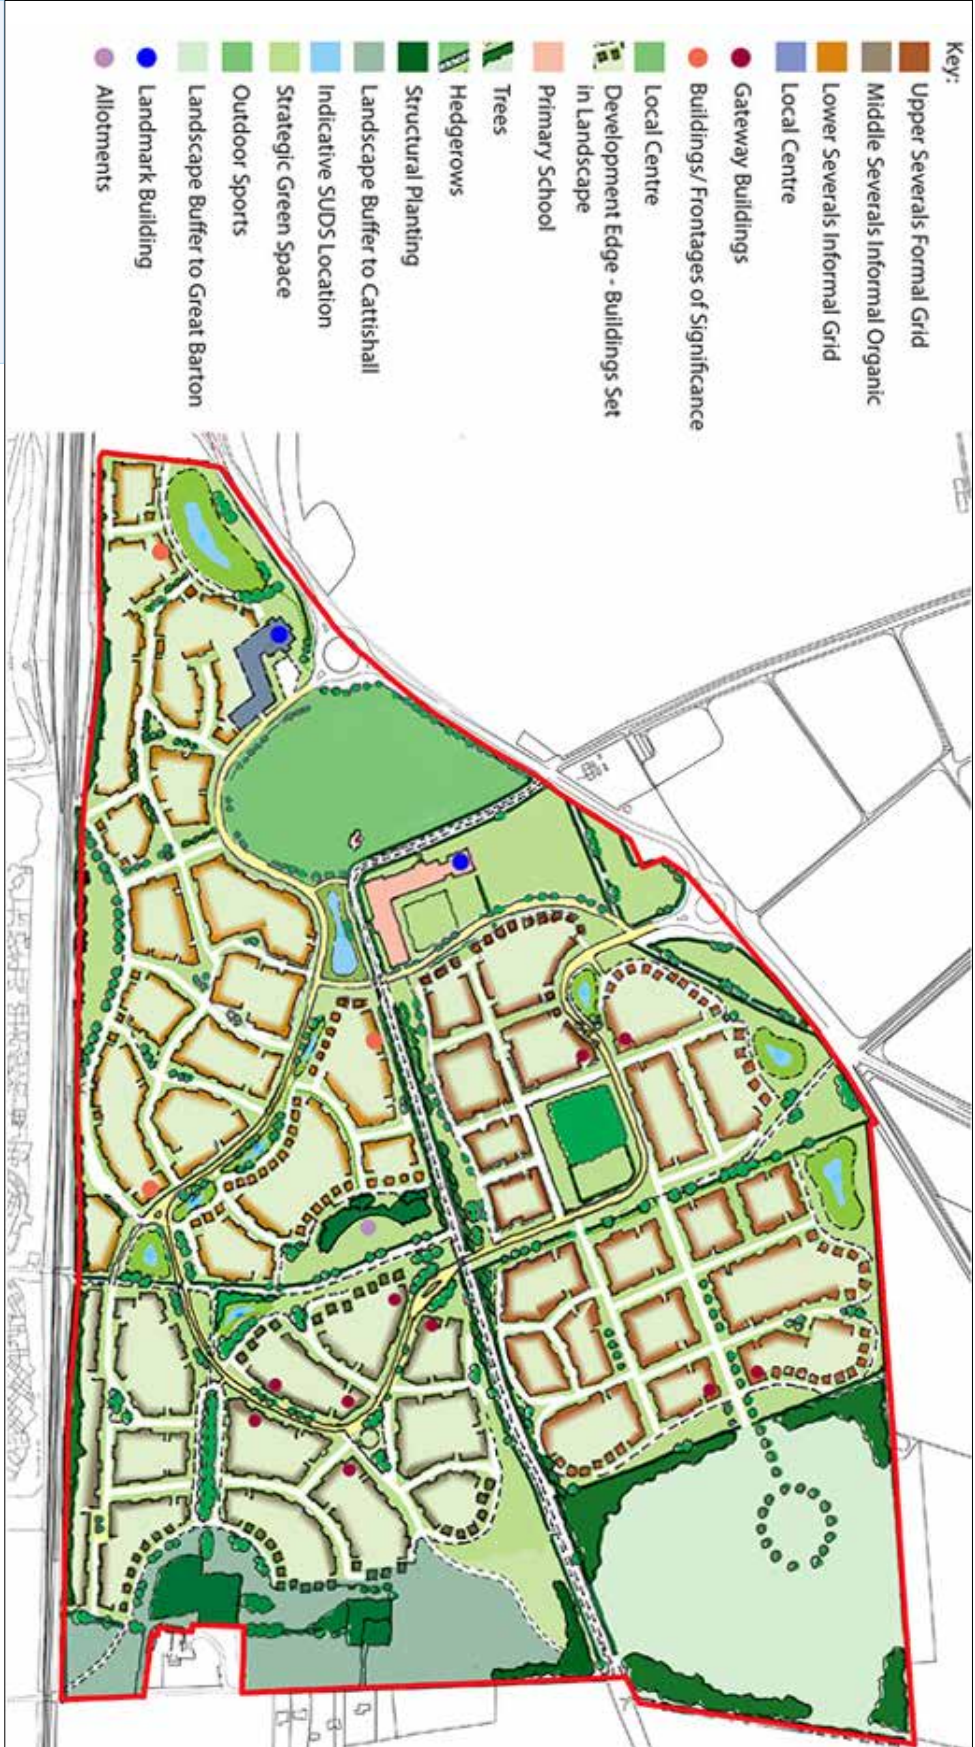 Key:
Upper Severals Formal Grid
Middle Severals Informal Organic
Lower Severals Informal Grid
Local Centre
Gateway Buildings
Buildings/ Frontages of Significance
Local Centre
Development Edge - Buildings Set
in Landscape
Primary School
Trees
Hedgerows
Structural Planting
Landscape Buffer to Cattishall
Indicative SUDS Location
Strategic Green Space
Outdoor Sports
Landscape Buffer to Great Barton
Landmark Building
Allotments